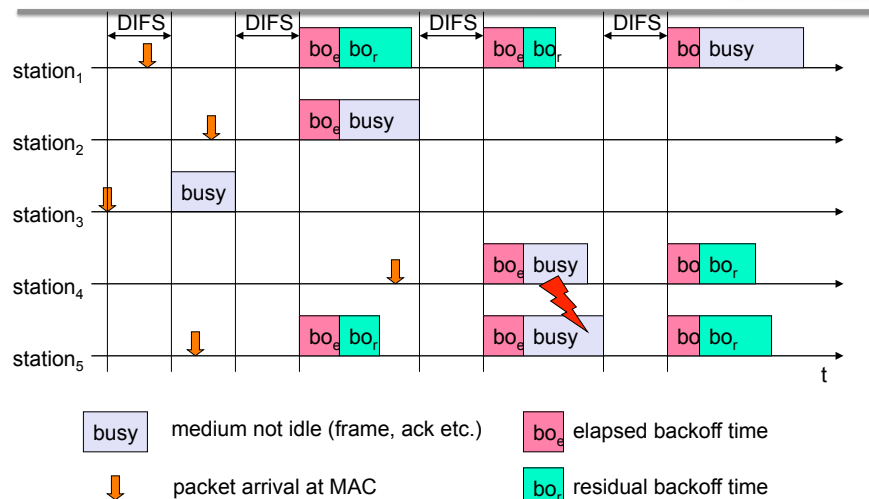 DIFS DIFS DIFS DIFS
station1 boe bor boe bor bo busy
station2 boe busy
station3 busy
station4 boe busy bo bor
station5 boe bor boe busy bo bor
t
busy medium not idle (frame, ack etc.) boe elapsed backoff time
packet arrival at MAC bor residual backoff time